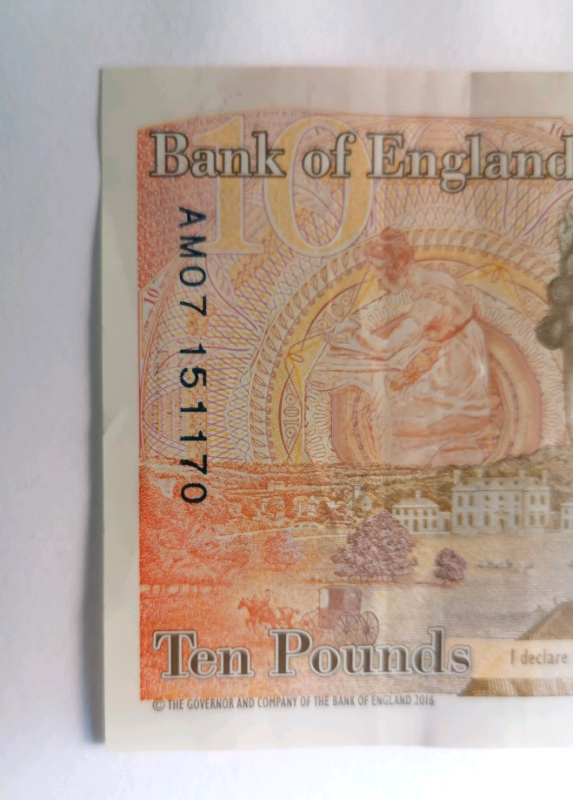 10
Bank of England
AM07 151170
10
Ten Pounds
I declare
© THE GOVERNOR AND COMPANY OF THE BANK OF ENGLAND 2016